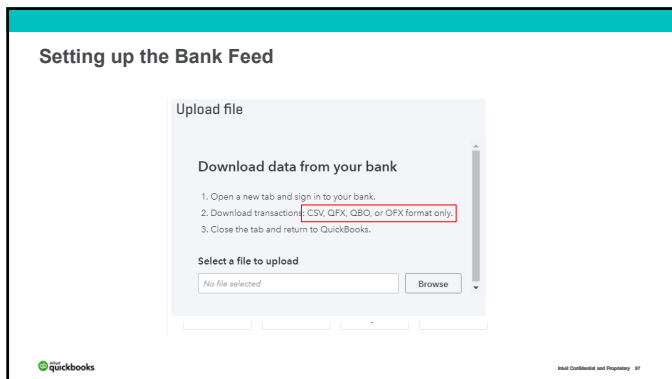 Setting up the Bank Feed
Upload file
Download data from your bank
1. Open a new tab and sign in to your bank.
2. Download transactions: CSV, QFX, QBO, or OFX format only.
3. Close the tab and return to QuickBooks.
Select a file to upload
No file selected Browse
intuit
quickbooks. Intuit Confidential and Proprietary 97